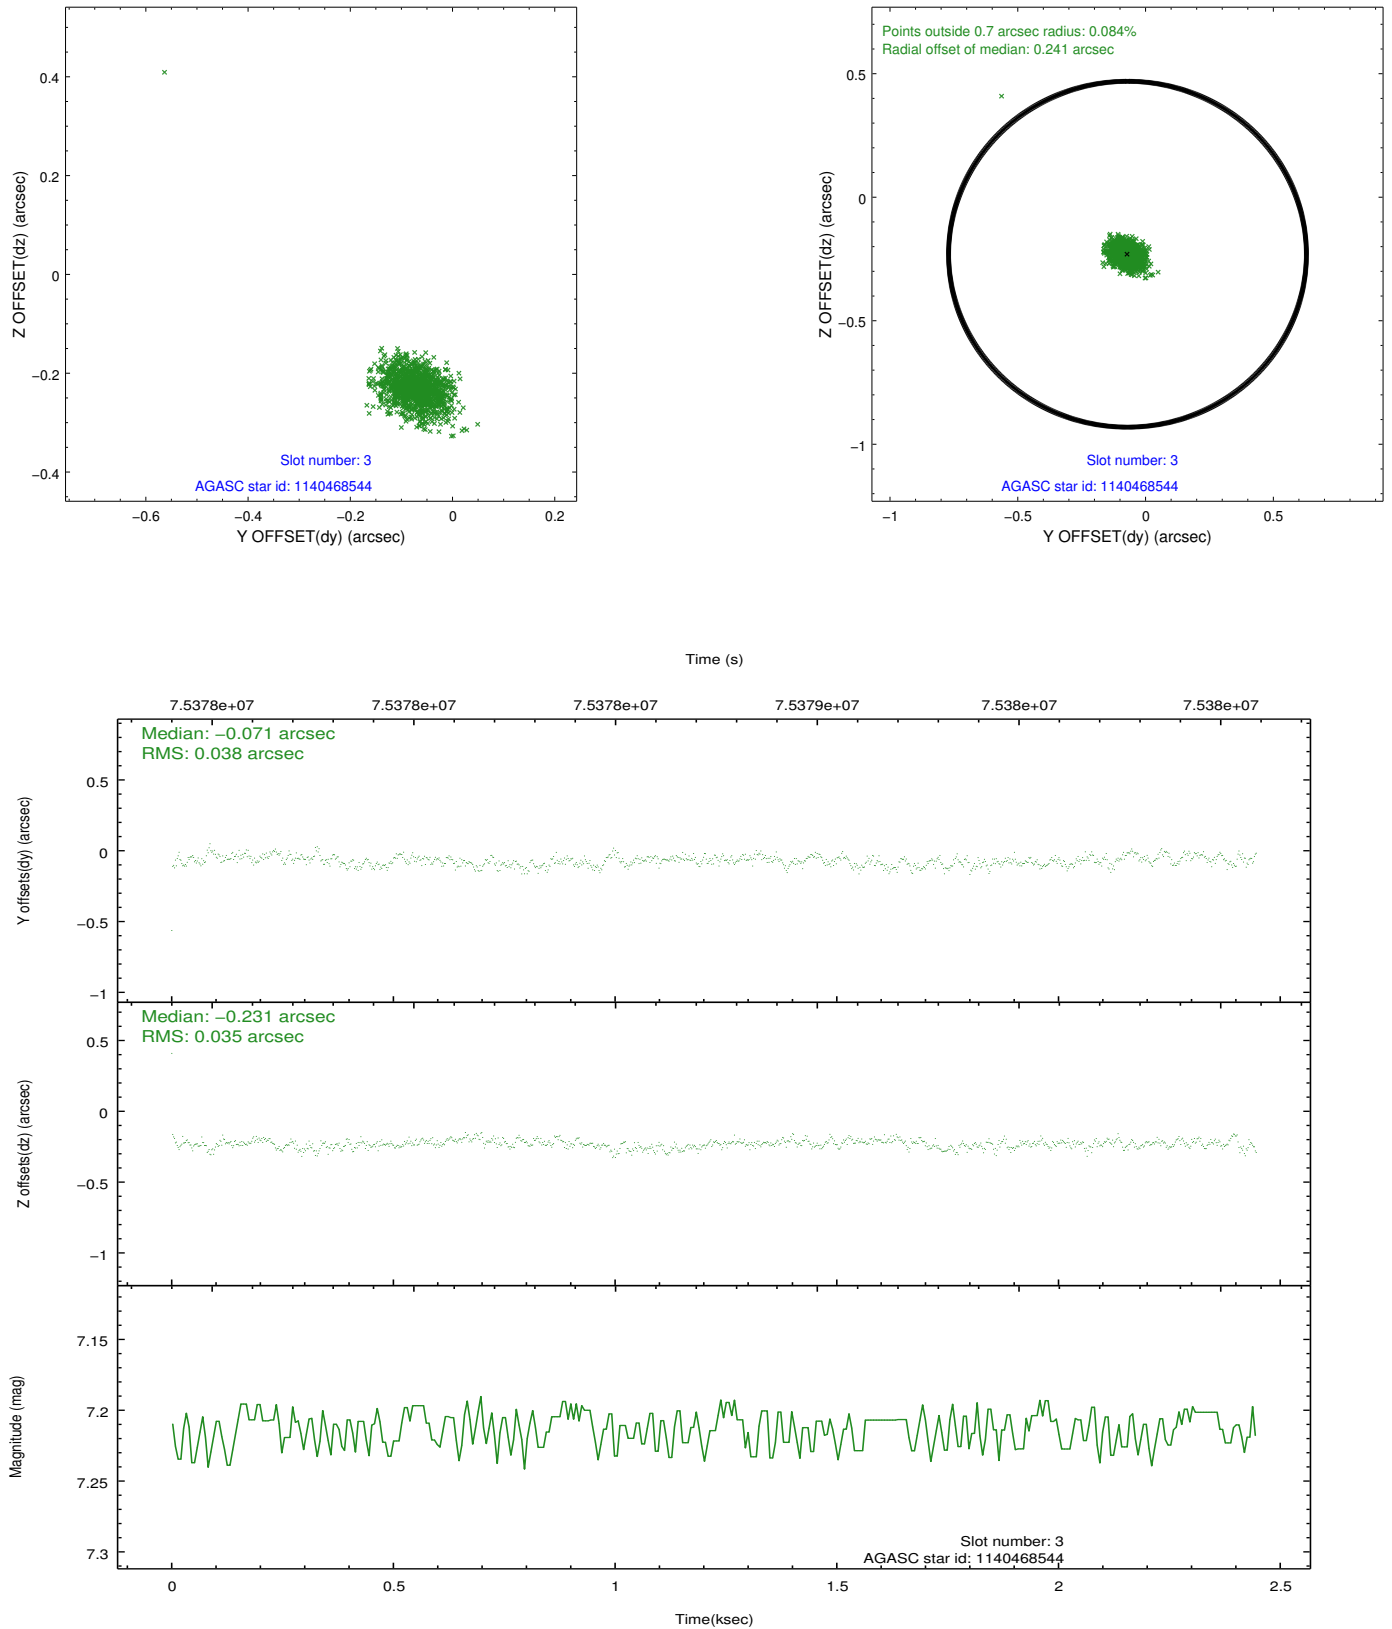 0.4
0.2
0
−0.2
−0.4
Z OFFSET(dz) (arcsec)
Slot number: 3
AGASC star id: 1140468544
−0.6 −0.4 −0.2 0 0.2
Y OFFSET(dy) (arcsec)
Points outside 0.7 arcsec radius: 0.084%
Radial offset of median: 0.241 arcsec
0.5
0
−0.5
−1
Z OFFSET(dz) (arcsec)
Slot number: 3
AGASC star id: 1140468544
−1 −0.5 0 0.5
Y OFFSET(dy) (arcsec)
Time (s)
7.5378e+07 7.5378e+07 7.5378e+07 7.5379e+07 7.538e+07 7.538e+07
Median: −0.071 arcsec
RMS: 0.038 arcsec
0.5
0
−0.5
−1
Y offsets(dy) (arcsec)
Median: −0.231 arcsec
RMS: 0.035 arcsec
0.5
0
−0.5
−1
Z offsets(dz) (arcsec)
7.15
7.2
7.25
7.3
Magnitude (mag)
Slot number: 3
AGASC star id: 1140468544
0 0.5 1 1.5 2 2.5
Time(ksec)